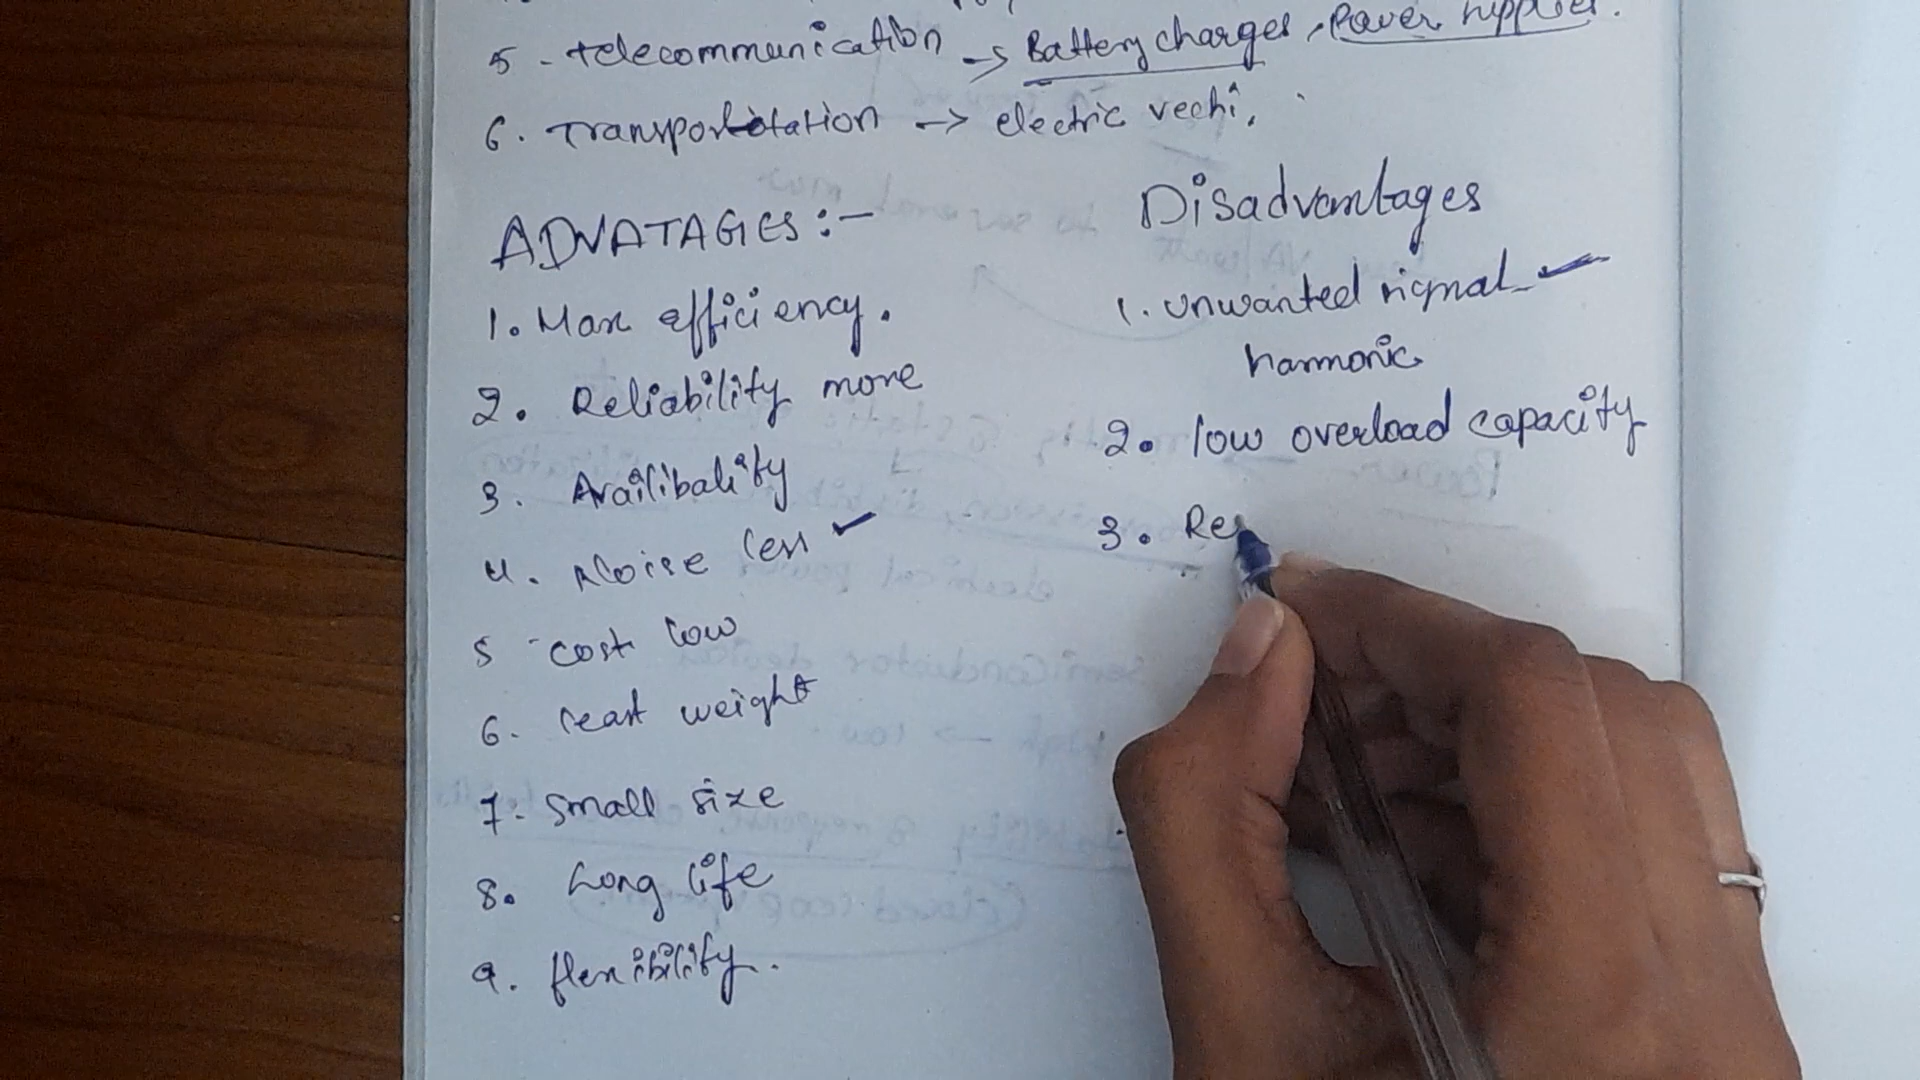 5 - telecommunication → Battery charges, Power supplies.
6. Transportotation → electric vechi,
ADVATAGES :-
1. Max efficiency.
2. Reliability more
3. Availibality
4. Noise less ✓
5 - cost low
6. least weight
7. small size
8. Long life
9. flexibility.
Disadvantages
1. unwanted signal ✓
harmonic
2. low overload capacity
3. Re